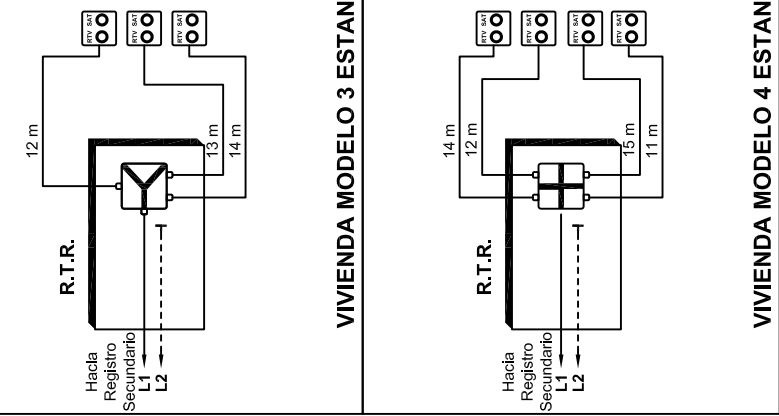 RTV SAT
RTV SAT
RTV SAT
12 m
13 m
14 m
R.T.R.
Hacia
Registro
Secundario
L1
L2
VIVIENDA MODELO 3 ESTAN
RTV SAT
RTV SAT
RTV SAT
RTV SAT
14 m
12 m
15 m
11 m
R.T.R.
Hacia
Registro
Secundario
L1
L2
VIVIENDA MODELO 4 ESTAN